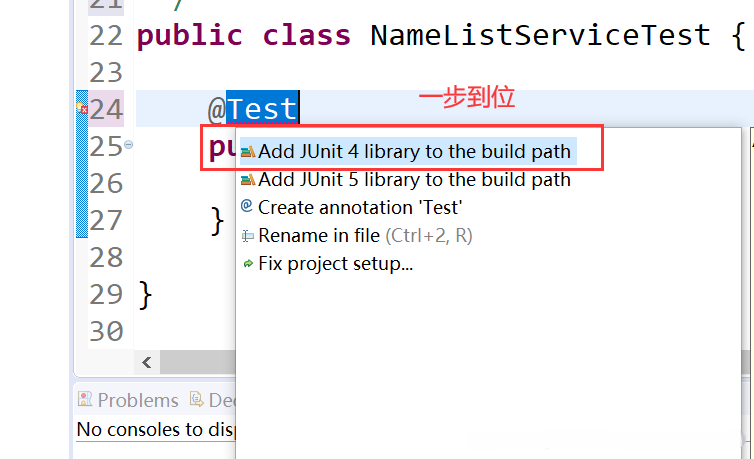 21 */
22 public class NameListServiceTest {
23
24 @Test
一步到位
25 pu
Add JUnit 4 library to the build path
26
Add JUnit 5 library to the build path
Create annotation 'Test'
27 }
Rename in file (Ctrl+2, R)
28
Fix project setup...
29 }
30
Problems De
No consoles to disp